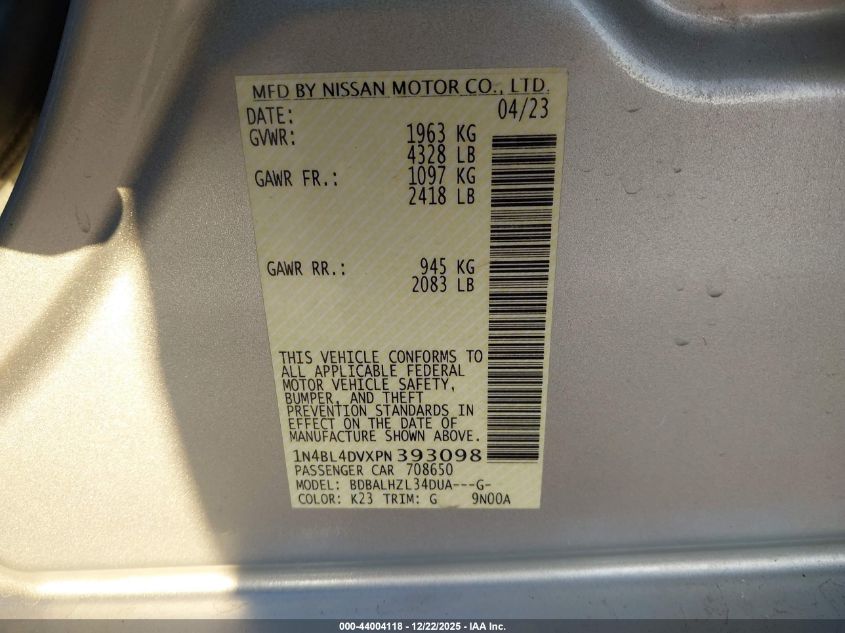 MFD BY NISSAN MOTOR CO., LTD.
DATE: 04/23
GVWR: 1963 KG
4328 LB
GAWR FR.: 1097 KG
2418 LB
GAWR RR.: 945 KG
2083 LB
THIS VEHICLE CONFORMS TO
ALL APPLICABLE FEDERAL
MOTOR VEHICLE SAFETY,
BUMPER, AND THEFT
PREVENTION STANDARDS IN
EFFECT ON THE DATE OF
MANUFACTURE SHOWN ABOVE.
1N4BL4DVXPN393098
PASSENGER CAR 708650
MODEL: BDBALHZL34DUA---G-
COLOR: K23 TRIM: G 9N00A
000-44004118 - 12/22/2025 - IAA Inc.